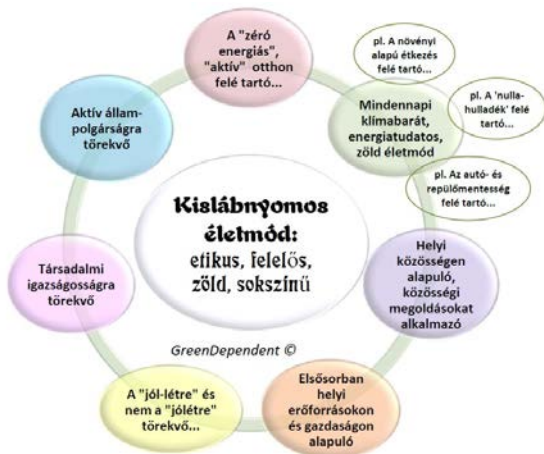 A "zéró
energiás",
"aktív" otthon
felé tartó...
pl. A növényi
alapú étkezés
felé tartó...
Mindennapi
klímabarát,
energiatudatos,
zöld életmód
pl. A 'nulla-
hulladék' felé
tartó...
pl. Az autó- és
repülőmentesség
felé tartó...
Helyi
közösségen
alapuló,
közösségi
megoldásokat
alkalmazó
Elsősorban
helyi
erőforrásokon
és gazdaságon
alapuló
A "jól-létre" és
nem a "jólétre"
törekvő...
Társadalmi
igazságosságra
törekvő
Aktív állam-
polgárságra
törekvő
Kislábnyomos
életmód:
etikus, felelős,
zöld, sokszínű
GreenDependent ©